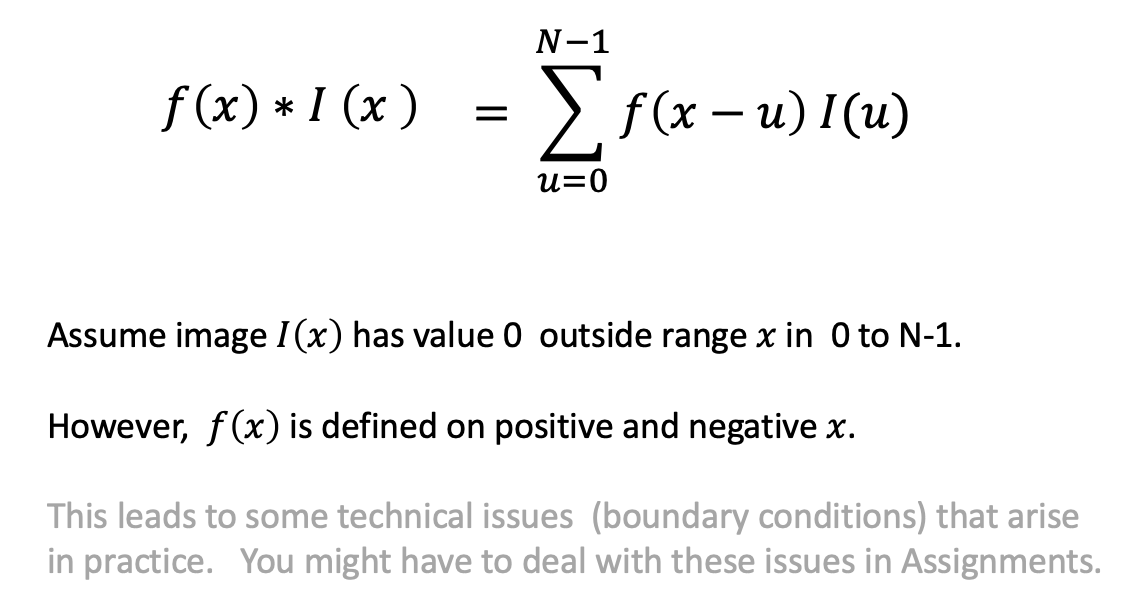 N−1
f(x) * I (x ) = ∑ f(x − u) I(u)
u=0
Assume image I(x) has value 0 outside range x in 0 to N-1.
However, f(x) is defined on positive and negative x.
This leads to some technical issues (boundary conditions) that arise
in practice. You might have to deal with these issues in Assignments.